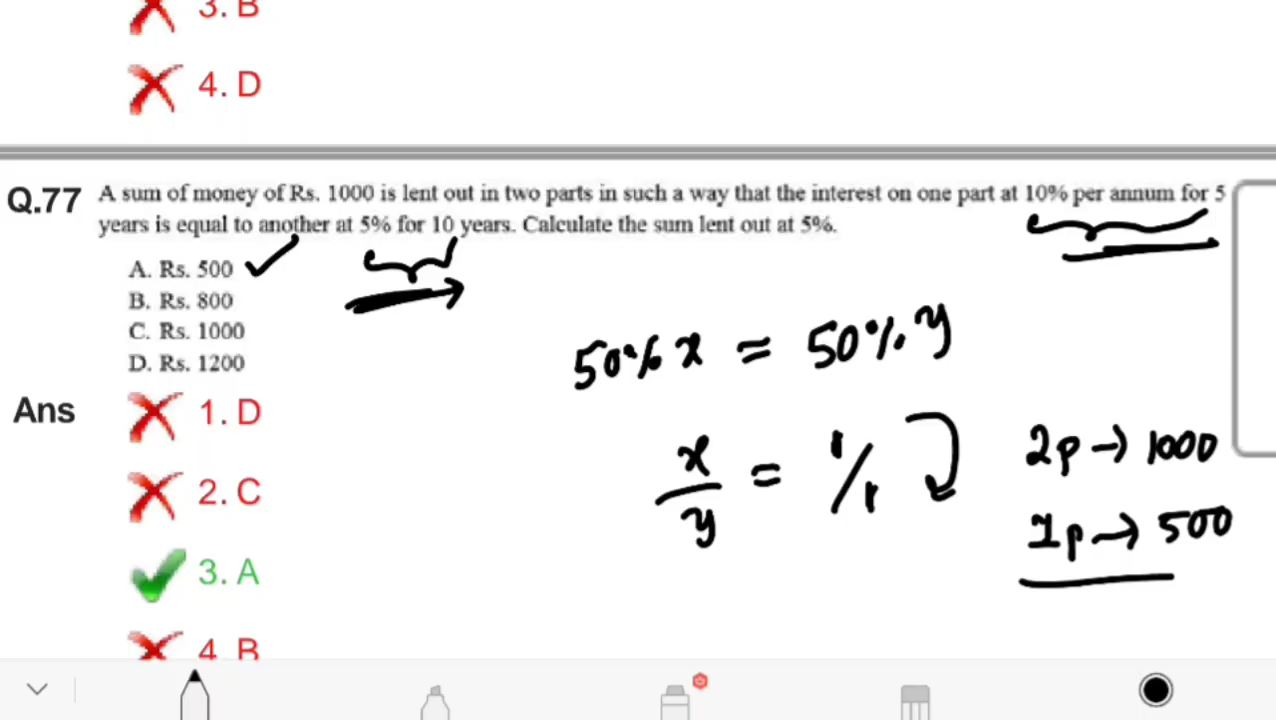 3. B
4. D
Q.77 A sum of money of Rs. 1000 is lent out in two parts in such a way that the interest on one part at 10% per annum for 5
years is equal to another at 5% for 10 years. Calculate the sum lent out at 5%.
A. Rs. 500
B. Rs. 800
C. Rs. 1000
D. Rs. 1200
50% x = 50% y
x/y = 1/1
2p → 1000
1p → 500
Ans
1. D
2. C
3. A
4. B